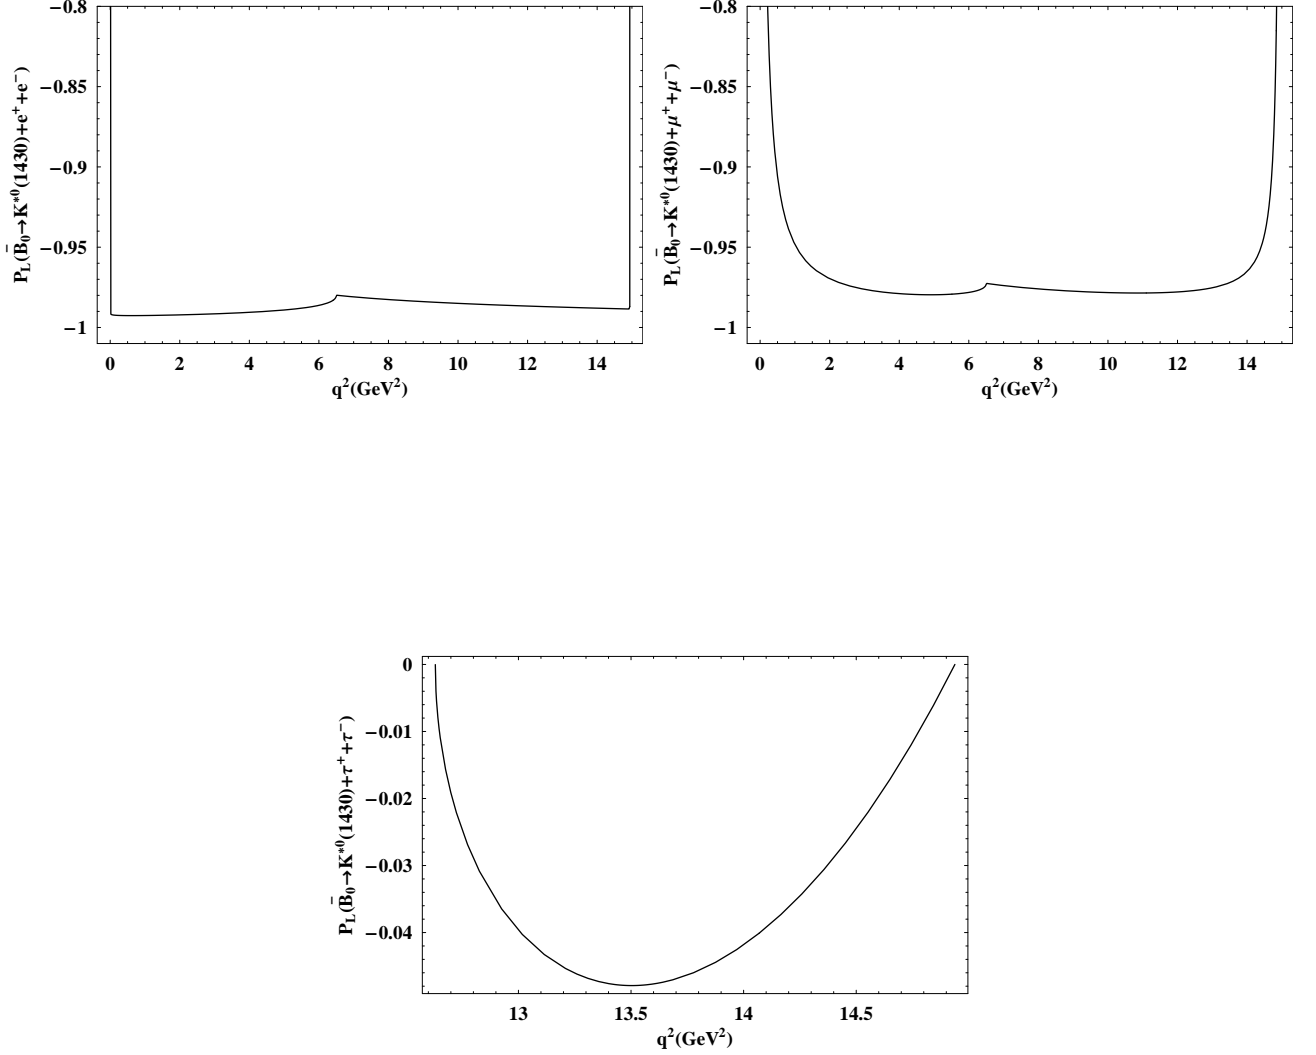 −0.8
−0.85
−0.9
−0.95
−1
0 2 4 6 8 10 12 14
q²(GeV²)
P_L(B̄₀→K*⁰(1430)+e⁺+e⁻)
−0.8
−0.85
−0.9
−0.95
−1
0 2 4 6 8 10 12 14
q²(GeV²)
P_L(B̄₀→K*⁰(1430)+μ⁺+μ⁻)
0
−0.01
−0.02
−0.03
−0.04
13 13.5 14 14.5
q²(GeV²)
P_L(B̄₀→K*⁰(1430)+τ⁺+τ⁻)